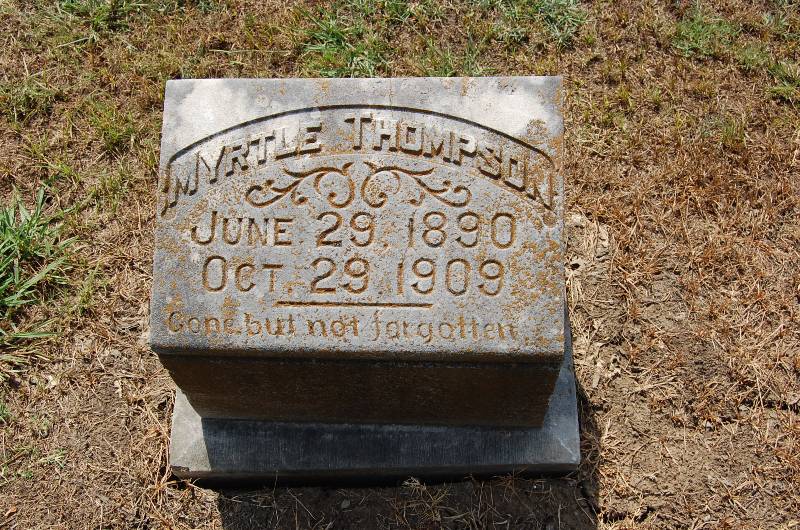 Myrtle Thompson
June 29. 1890
Oct. 29. 1909
Gone but not forgotten.